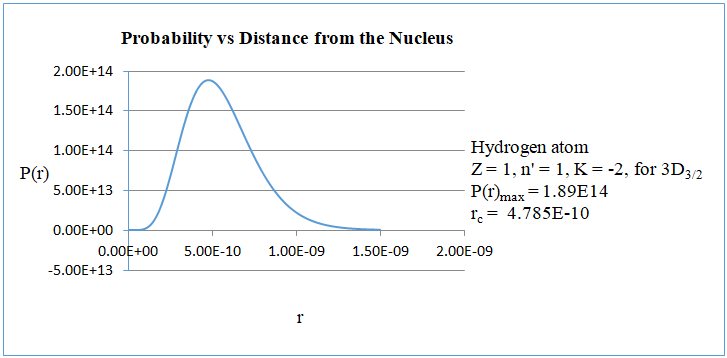 Probability vs Distance from the Nucleus
2.00E+14
1.50E+14
1.00E+14
5.00E+13
0.00E+00
-5.00E+13
P(r)
0.00E+00 5.00E-10 1.00E-09 1.50E-09 2.00E-09
r
Hydrogen atom
Z = 1, n' = 1, K = -2, for 3D3/2
P(r)max = 1.89E14
rc = 4.785E-10